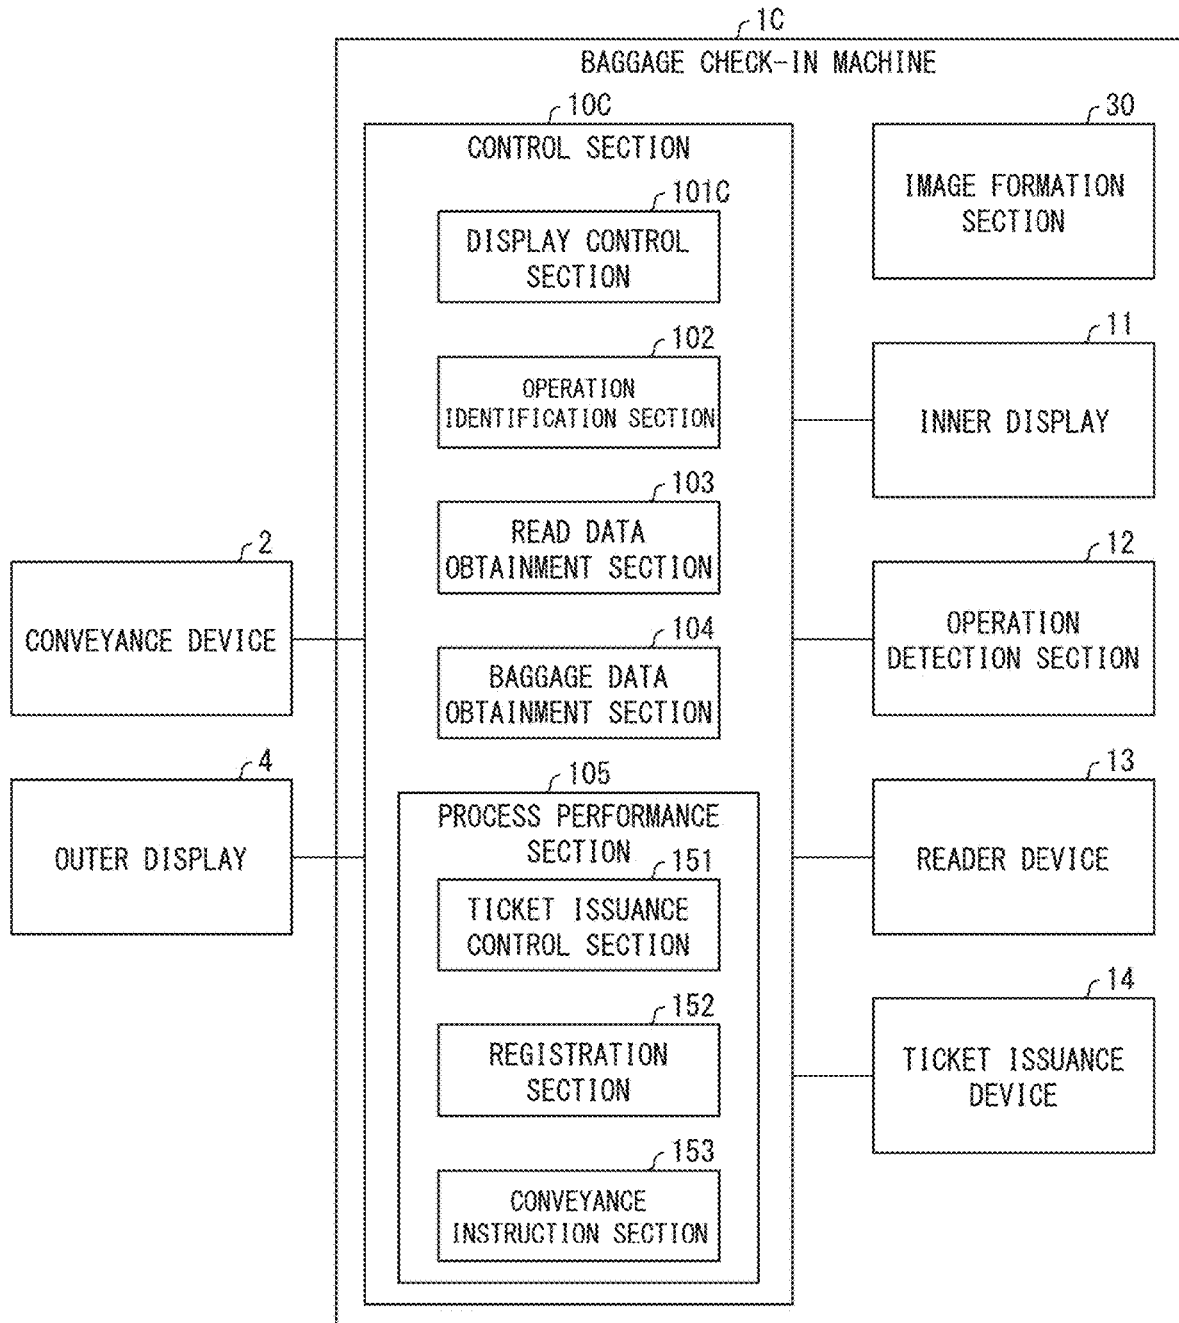 1C
BAGGAGE CHECK-IN MACHINE
10C
CONTROL SECTION
101C
DISPLAY CONTROL
SECTION
102
OPERATION
IDENTIFICATION SECTION
103
READ DATA
OBTAINMENT SECTION
104
BAGGAGE DATA
OBTAINMENT SECTION
105
PROCESS PERFORMANCE
SECTION
151
TICKET ISSUANCE
CONTROL SECTION
152
REGISTRATION
SECTION
153
CONVEYANCE
INSTRUCTION SECTION
2
CONVEYANCE DEVICE
4
OUTER DISPLAY
30
IMAGE FORMATION
SECTION
11
INNER DISPLAY
12
OPERATION
DETECTION SECTION
13
READER DEVICE
14
TICKET ISSUANCE
DEVICE